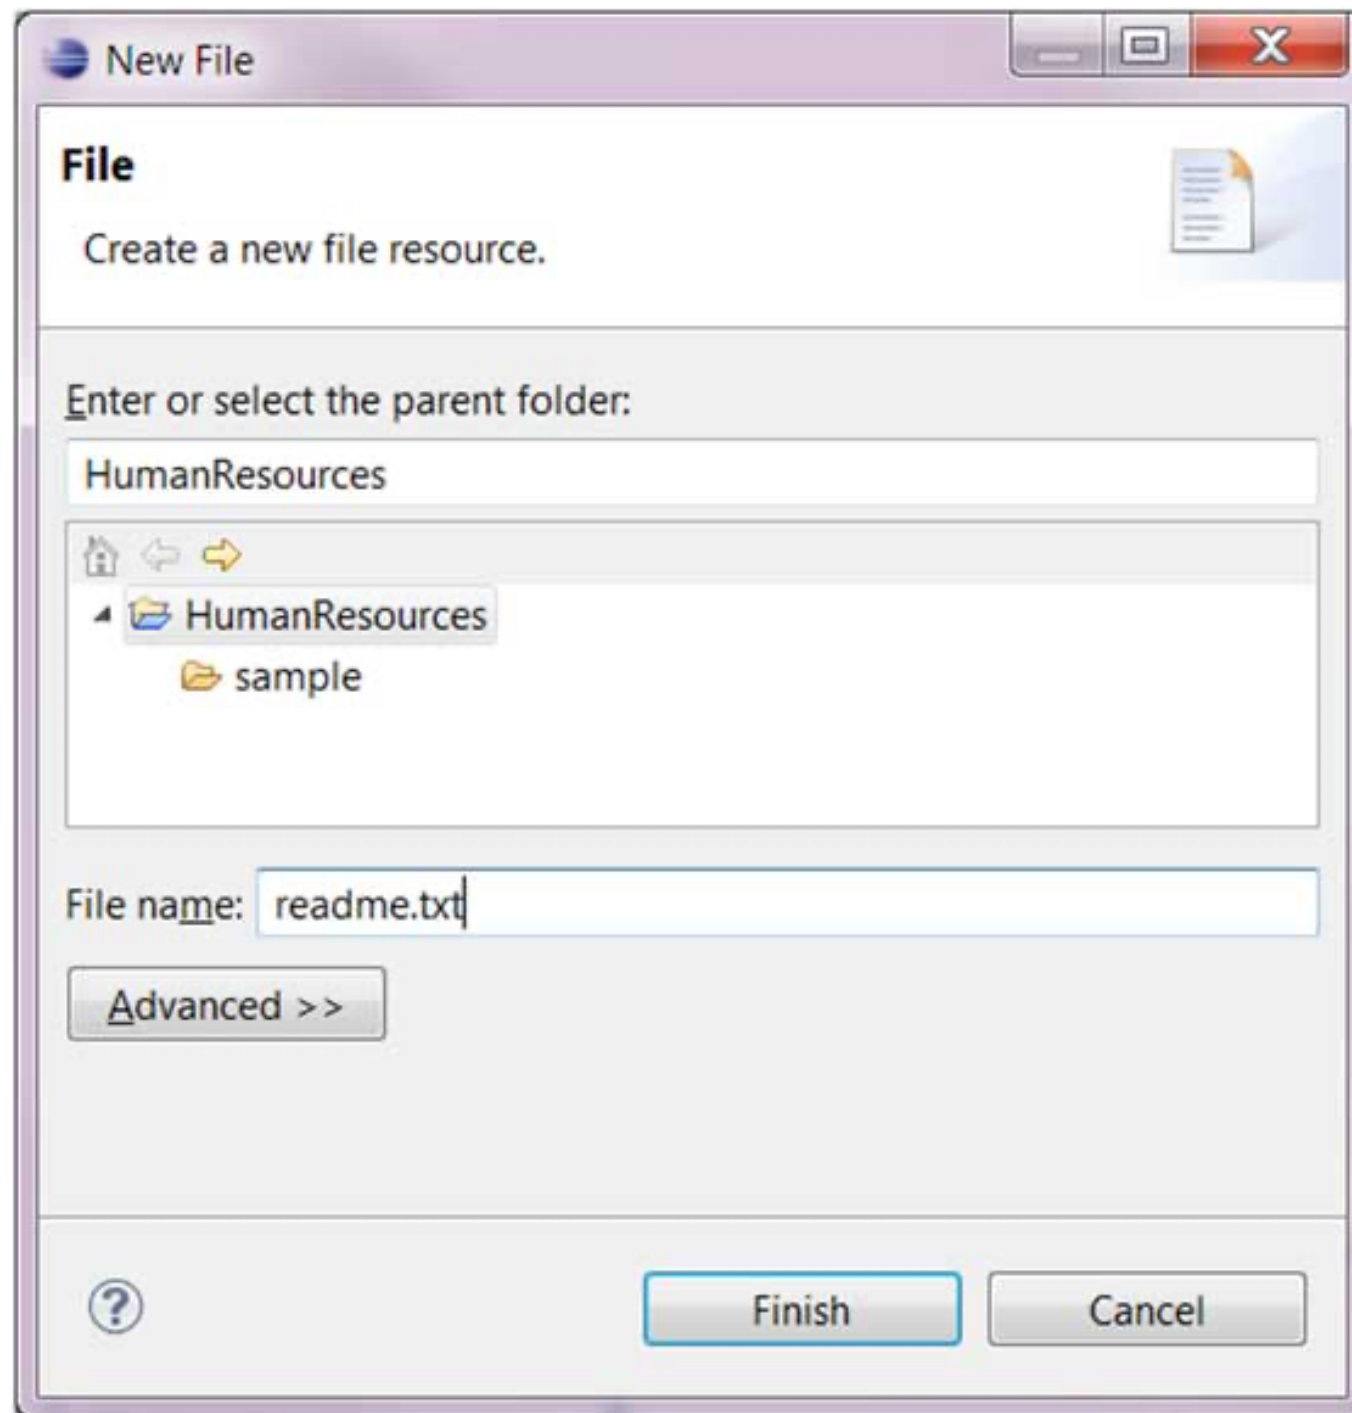 New File
File
Create a new file resource.
Enter or select the parent folder:
HumanResources
HumanResources
sample
File name: readme.txt
Advanced >>
Finish Cancel